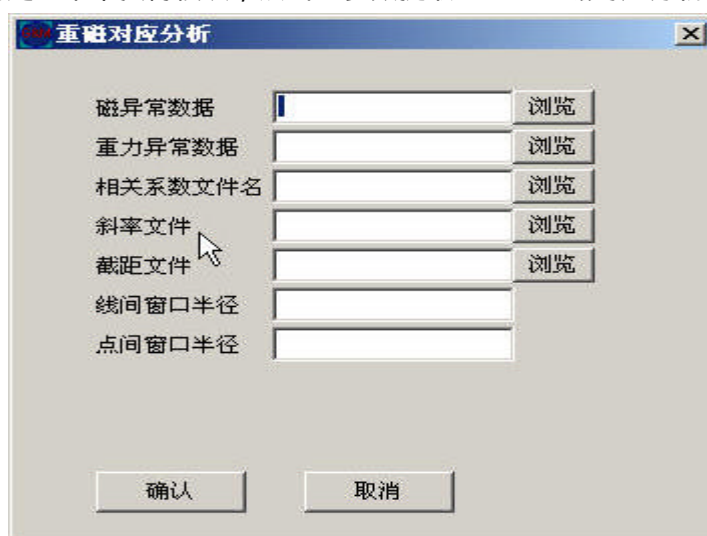 重磁对应分析
磁异常数据 浏览
重力异常数据 浏览
相关系数文件名 浏览
斜率文件 浏览
截距文件 浏览
线间窗口半径
点间窗口半径
确认 取消